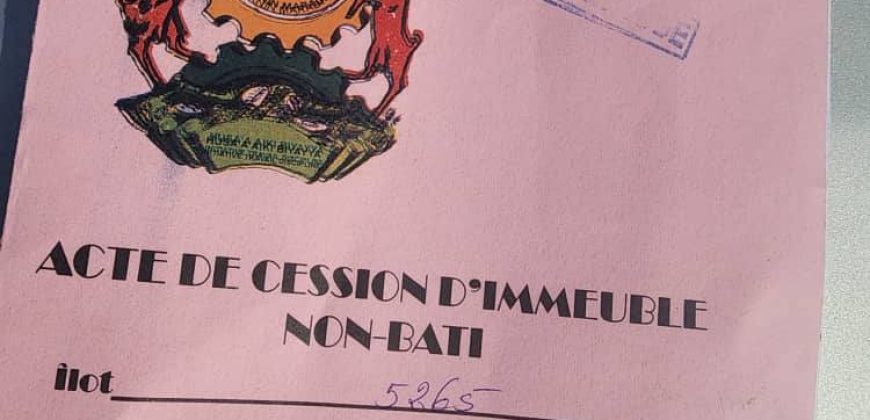 ACTE DE CESSION D'IMMEUBLE
NON-BATI
îlot 5265